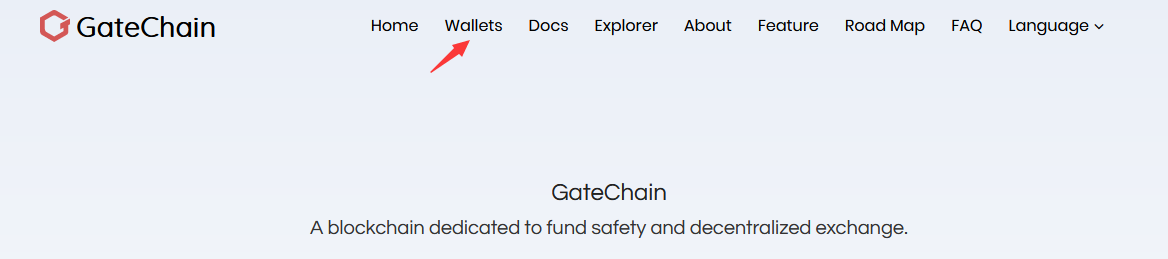 GateChain Home Wallets Docs Explorer About Feature Road Map FAQ Language
GateChain
A blockchain dedicated to fund safety and decentralized exchange.